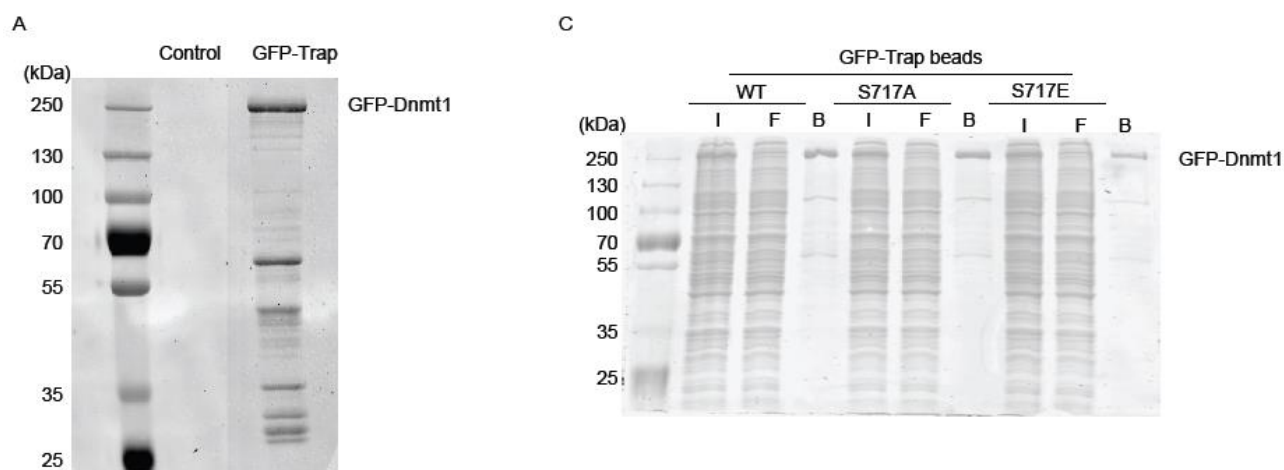 A
Control GFP-Trap
(kDa)
250 GFP-Dnmt1
130
100
70
55
35
25
C
GFP-Trap beads
WT S717A S717E
I F B I F B I F B
(kDa)
250 GFP-Dnmt1
130
100
70
55
35
25